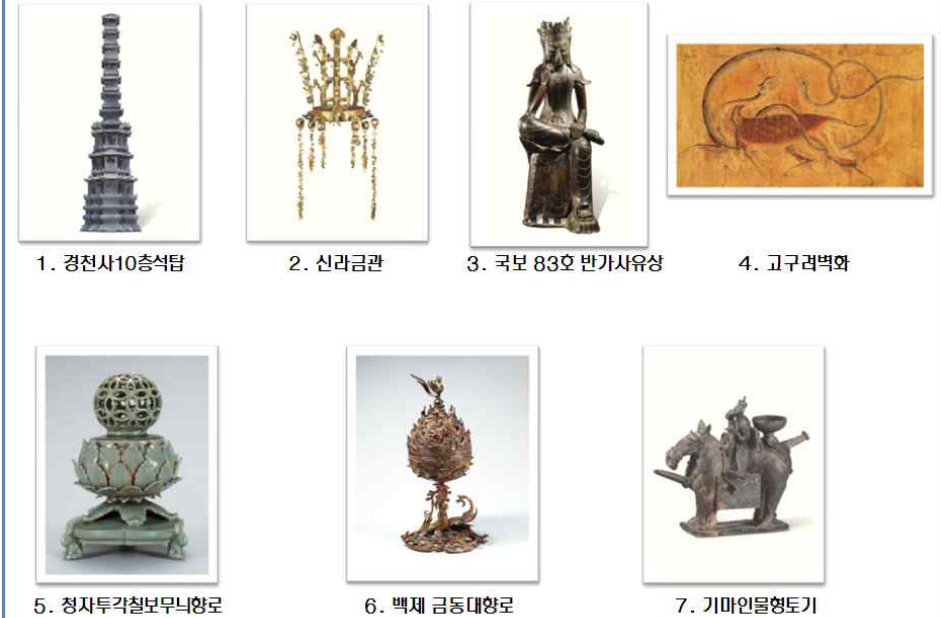 1. 경천사10층석탑
2. 신라금관
3. 국보 83호 반가사유상
4. 고구려벽화
5. 청자투각칠보무늬향로
6. 백제 금동대향로
7. 기마인물형토기